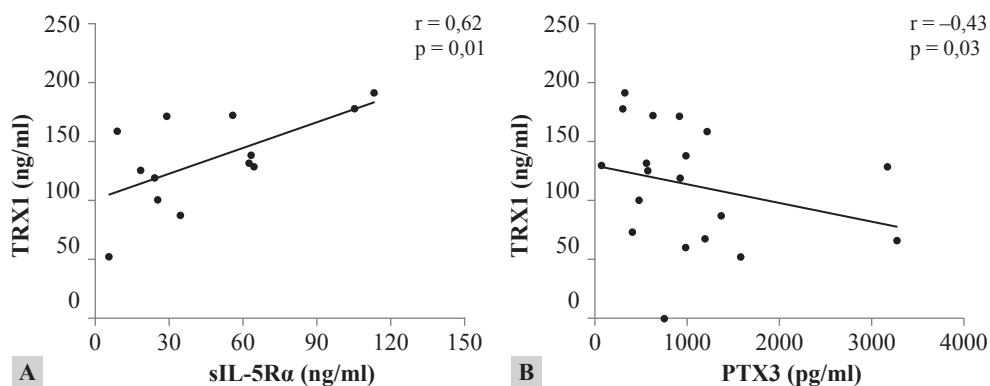 r = 0,62
p = 0,01
TRX1 (ng/ml)
250
200
150
100
50
0
0 30 60 90 120 150
A
sIL-5Rα (ng/ml)
r = –0,43
p = 0,03
TRX1 (ng/ml)
250
200
150
100
50
0
0 1000 2000 3000 4000
B
PTX3 (pg/ml)